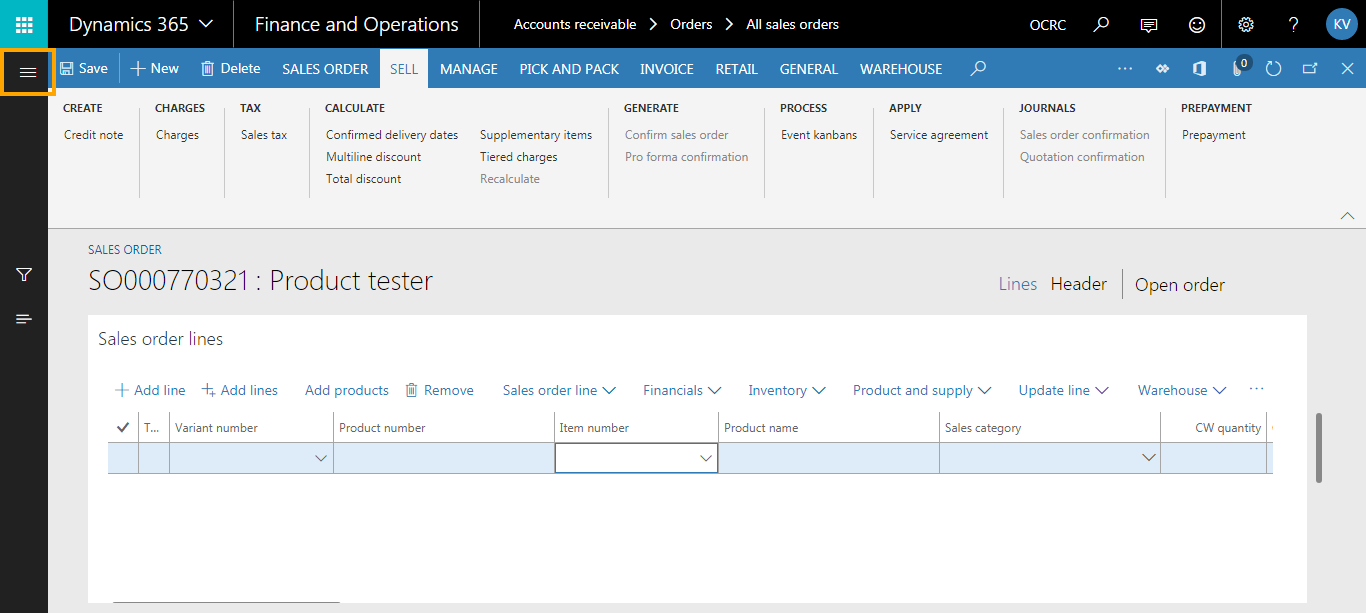 Dynamics 365 Finance and Operations Accounts receivable Orders All sales orders OCRC ? KV
Save New Delete SALES ORDER SELL MANAGE PICK AND PACK INVOICE RETAIL GENERAL WAREHOUSE ... 0
CREATE CHARGES TAX CALCULATE GENERATE PROCESS APPLY JOURNALS PREPAYMENT
Credit note Charges Sales tax Confirmed delivery dates Supplementary items Confirm sales order Event kanbans Service agreement Sales order confirmation Prepayment
Multiline discount Tiered charges Pro forma confirmation Quotation confirmation
Total discount Recalculate
SALES ORDER
SO000770321 : Product tester Lines Header Open order
Sales order lines
Add line Add lines Add products Remove Sales order line Financials Inventory Product and supply Update line Warehouse ...
T... Variant number Product number Item number Product name Sales category CW quantity